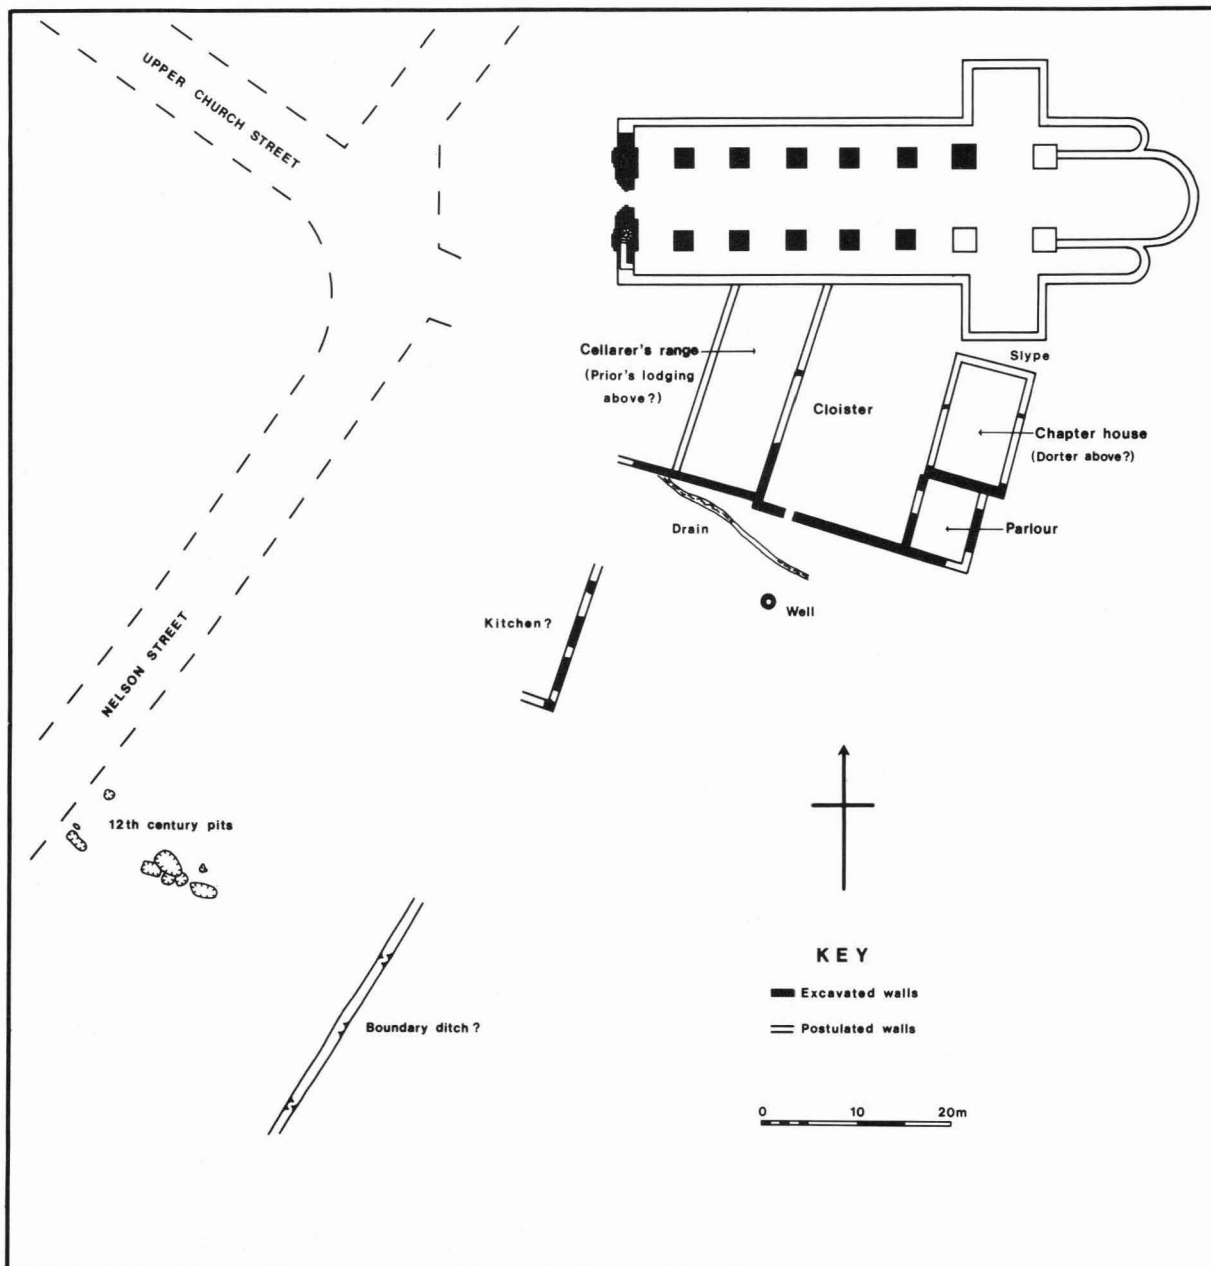 UPPER CHURCH STREET
Slype
Cellarer's range
(Prior's lodging
above?)
Cloister
Chapter house
(Dorter above?)
Drain
Parlour
Well
Kitchen?
NELSON STREET
12th century pits
KEY
Excavated walls
Boundary ditch?
Postulated walls
0 10 20m